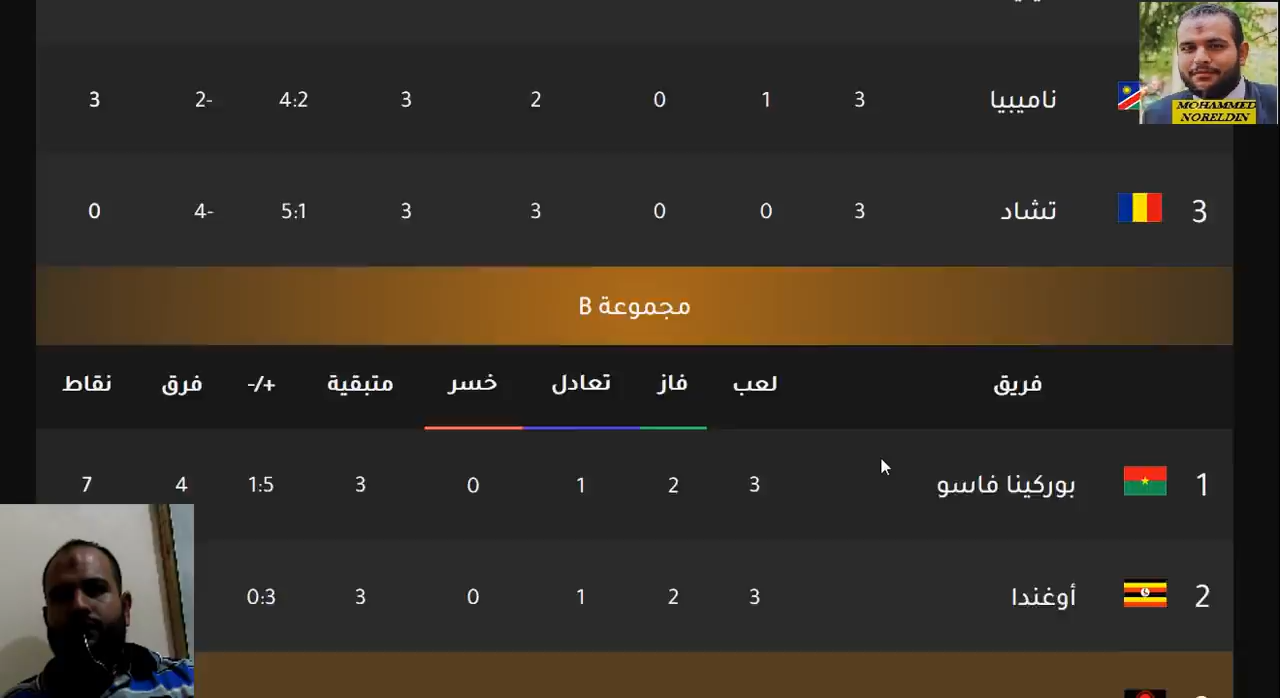 MOHAMMED
NORELDIN
ناميبيا 3 1 0 2 3 4:2 2- 3
3 تشاد 3 0 0 3 3 5:1 4- 0
مجموعة B
فريق لعب فاز تعادل خسر متبقية +/- فرق نقاط
1 بوركينا فاسو 3 2 1 0 3 1:5 4 7
2 أوغندا 3 2 1 0 3 0:3